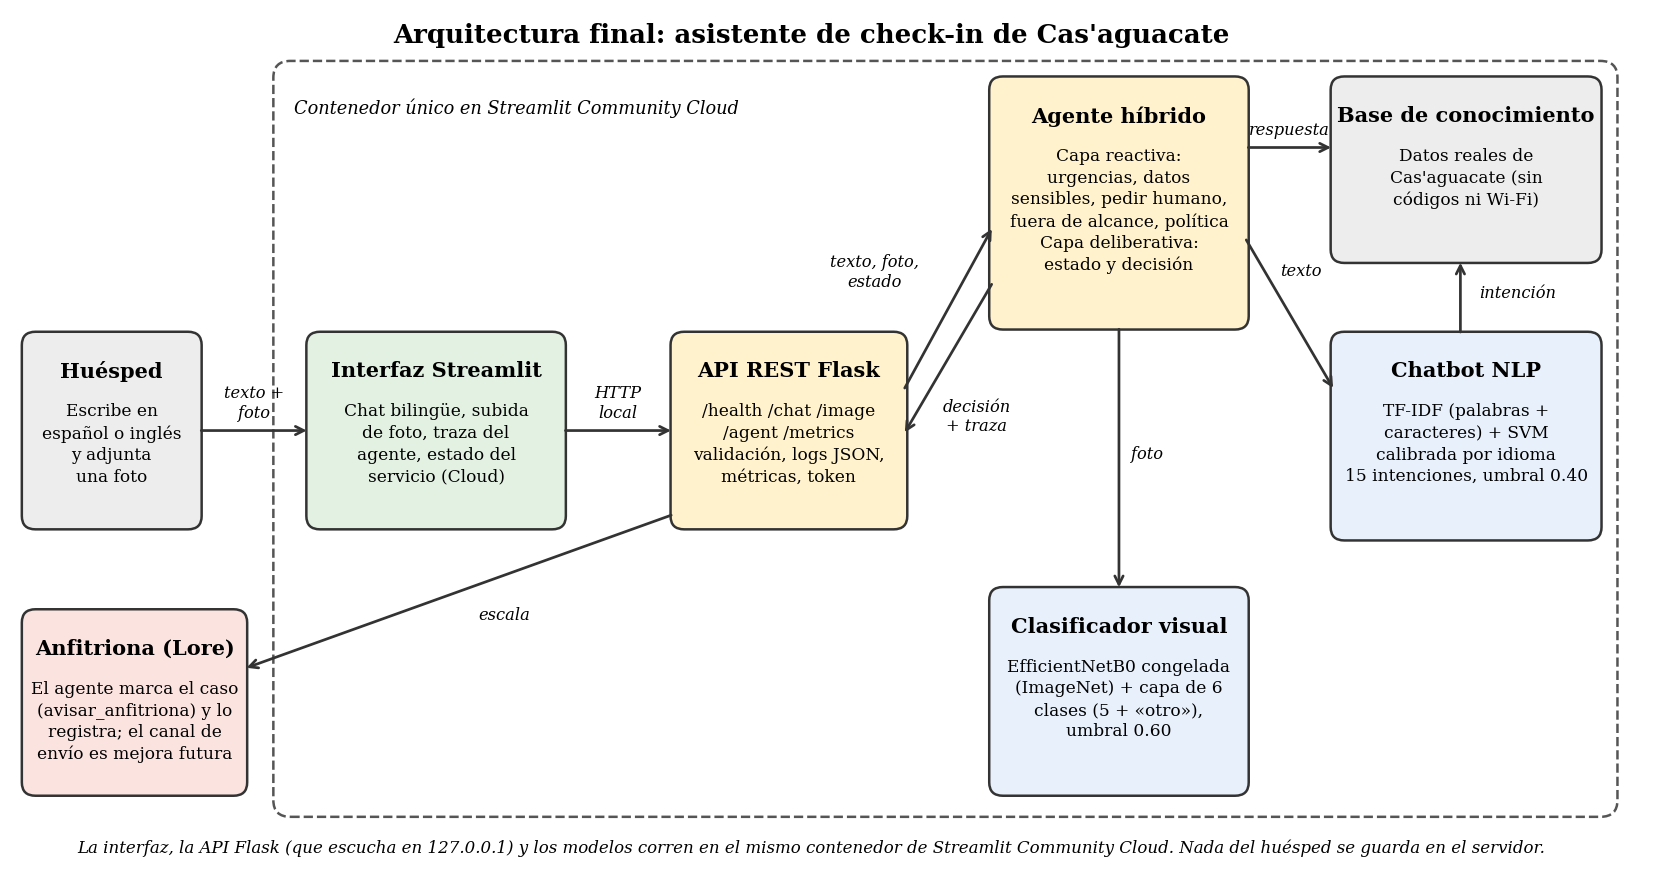 Arquitectura final: asistente de check-in de Cas'aguacate
Contenedor único en Streamlit Community Cloud
Huésped
Escribe en
español o inglés
y adjunta
una foto
texto +
foto
Interfaz Streamlit
Chat bilingüe, subida
de foto, traza del
agente, estado del
servicio (Cloud)
HTTP
local
API REST Flask
/health /chat /image
/agent /metrics
validación, logs JSON,
métricas, token
texto, foto,
estado
decisión
+ traza
Agente híbrido
Capa reactiva:
urgencias, datos
sensibles, pedir humano,
fuera de alcance, política
Capa deliberativa:
estado y decisión
respuesta
Base de conocimiento
Datos reales de
Cas'aguacate (sin
códigos ni Wi-Fi)
texto
intención
Chatbot NLP
TF-IDF (palabras +
caracteres) + SVM
calibrada por idioma
15 intenciones, umbral 0.40
foto
Clasificador visual
EfficientNetB0 congelada
(ImageNet) + capa de 6
clases (5 + «otro»),
umbral 0.60
escala
Anfitriona (Lore)
El agente marca el caso
(avisar_anfitriona) y lo
registra; el canal de
envío es mejora futura
La interfaz, la API Flask (que escucha en 127.0.0.1) y los modelos corren en el mismo contenedor de Streamlit Community Cloud. Nada del huésped se guarda en el servidor.